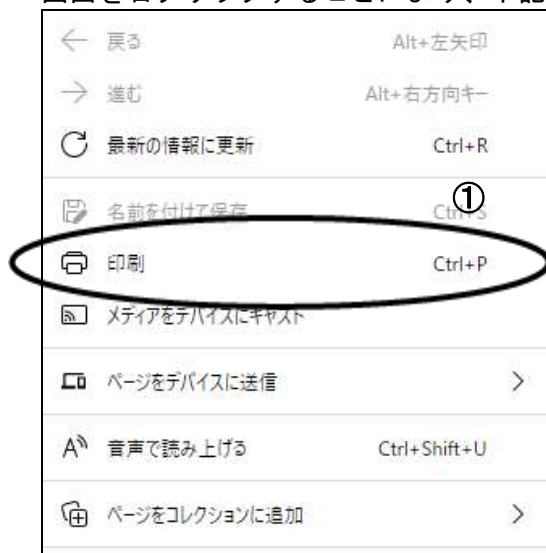 画面を右クリックすることにより、下記
← 戻る Alt+左矢印
→ 進む Alt+右方向キー
最新の情報に更新 Ctrl+R
①
名前を付けて保存 Ctrl+S
印刷 Ctrl+P
メディアをデバイスにキャスト
ページをデバイスに送信 >
音声で読み上げる Ctrl+Shift+U
ページをコレクションに追加 >